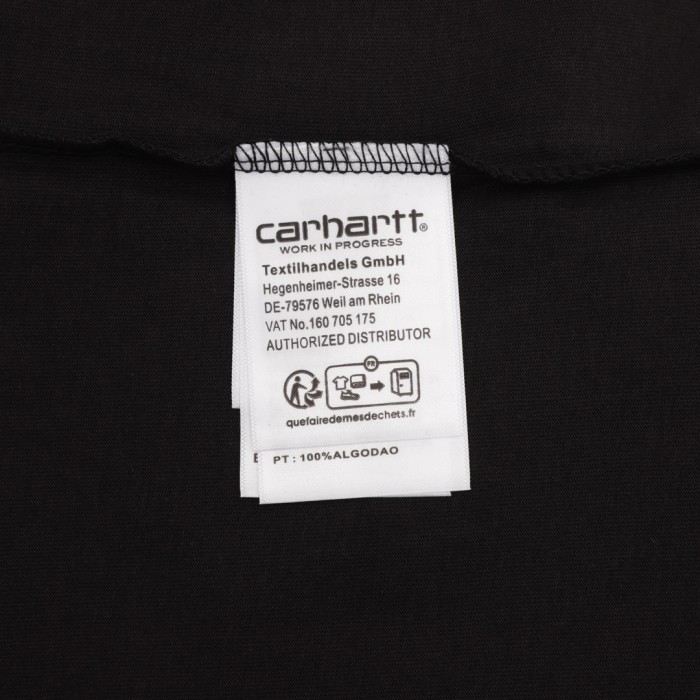 carhartt®
WORK IN PROGRESS
Textilhandels GmbH
Hegenheimer-Strasse 16
DE-79576 Weil am Rhein
VAT No.160 705 175
AUTHORIZED DISTRIBUTOR
FR
quefairedemesdechets.fr
E PT : 100%ALGODAO